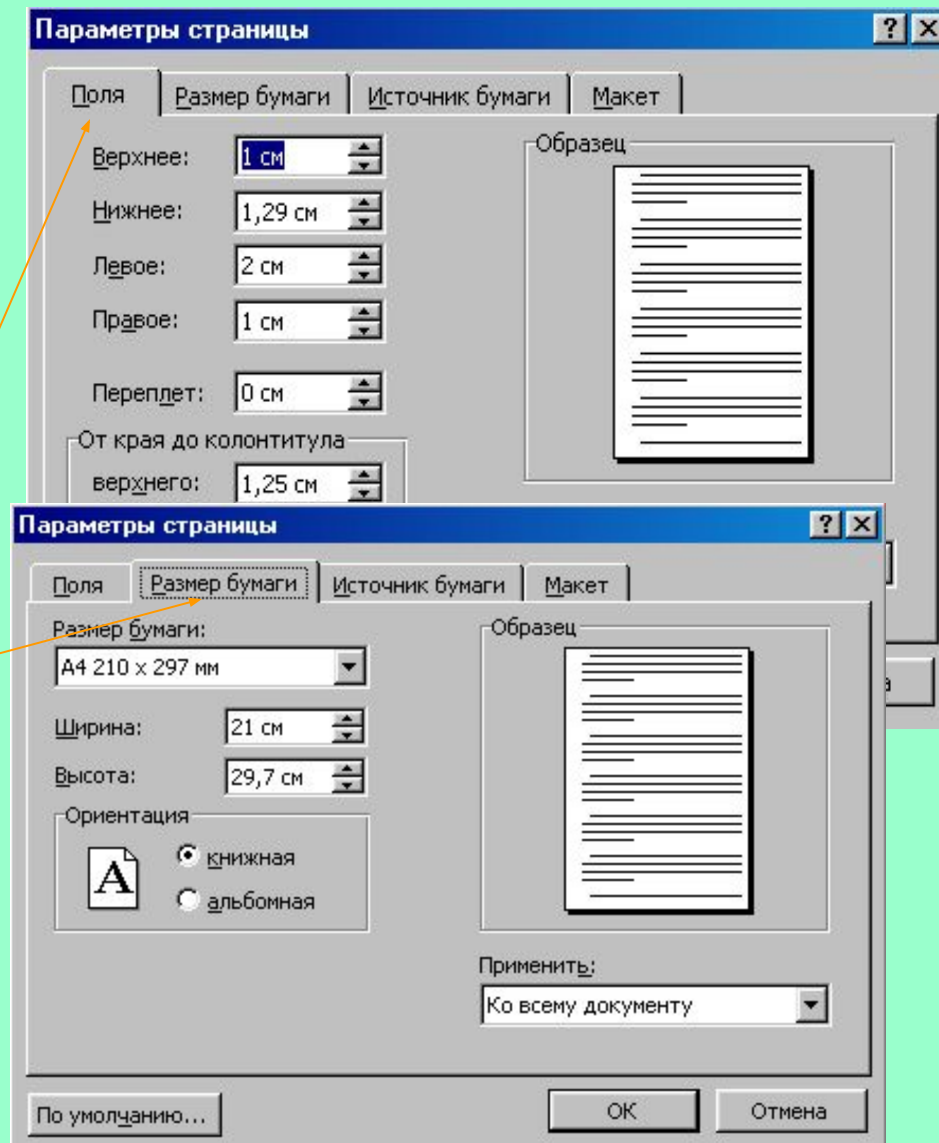 Параметры страницы
Поля Размер бумаги Источник бумаги Макет
Верхнее: 1 см
Нижнее: 1,29 см
Левое: 2 см
Правое: 1 см
Переплет: 0 см
От края до колонтитула
верхнего: 1,25 см
Образец
Параметры страницы
Поля Размер бумаги Источник бумаги Макет
Размер бумаги:
A4 210 x 297 мм
Ширина: 21 см
Высота: 29,7 см
Ориентация
A
книжная
альбомная
Образец
Применить:
Ко всему документу
По умолчанию... ОК Отмена